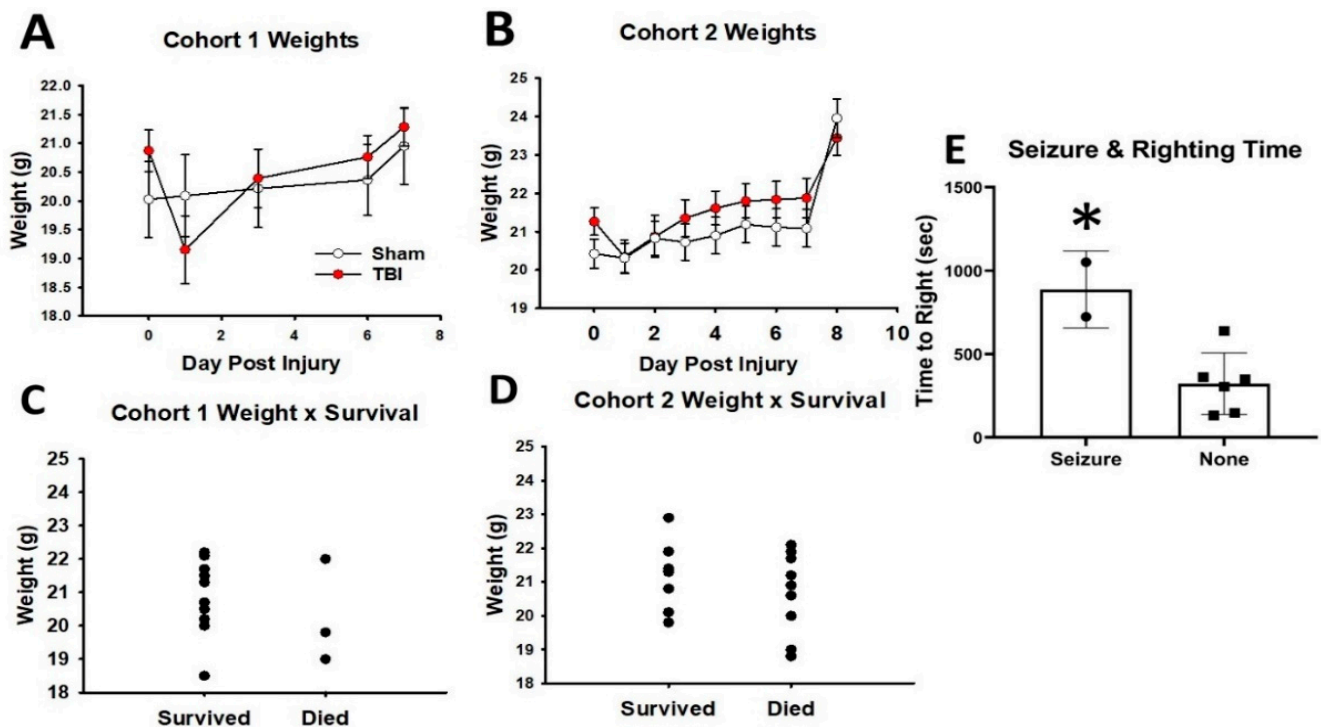 A
Cohort 1 Weights
Weight (g)
22.0
21.5
21.0
20.5
20.0
19.5
19.0
18.5
18.0
Sham
TBI
0
2
4
6
8
Day Post Injury
B
Cohort 2 Weights
Weight (g)
25
24
23
22
21
20
19
0
2
4
6
8
10
Day Post Injury
E
Seizure & Righting Time
Time to Right (sec)
1500
1000
500
0
*
Seizure
None
C
Cohort 1 Weight x Survival
Weight (g)
25
24
23
22
21
20
19
18
Survived
Died
D
Cohort 2 Weight x Survival
Weight (g)
25
24
23
22
21
20
19
18
Survived
Died